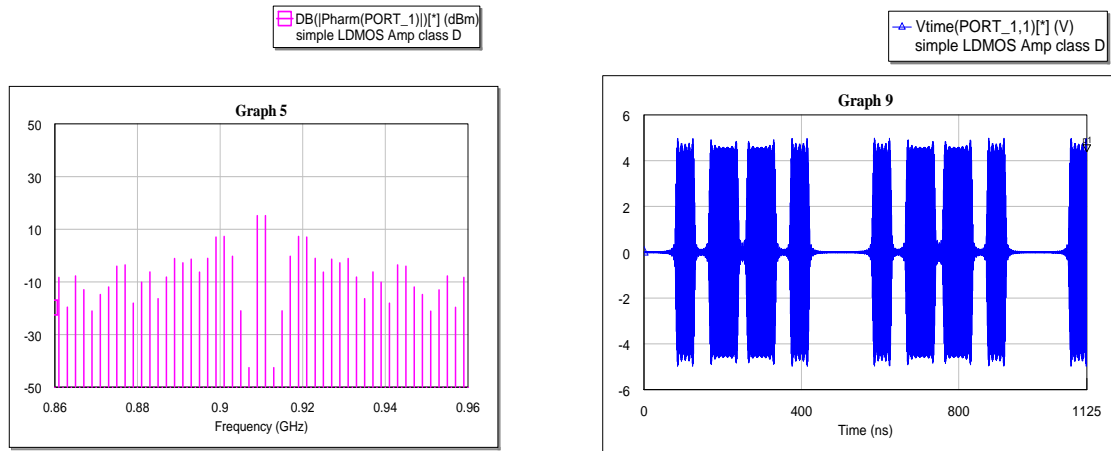 DB(|Pharm(PORT_1)|)[*] (dBm)
simple LDMOS Amp class D
Graph 5
50
30
10
-10
-30
-50
0.86
0.88
0.9
0.92
0.94
0.96
Frequency (GHz)
Vtime(PORT_1,1)[*] (V)
simple LDMOS Amp class D
Graph 9
6
4
2
0
-2
-4
-6
0
400
800
1125
Time (ns)